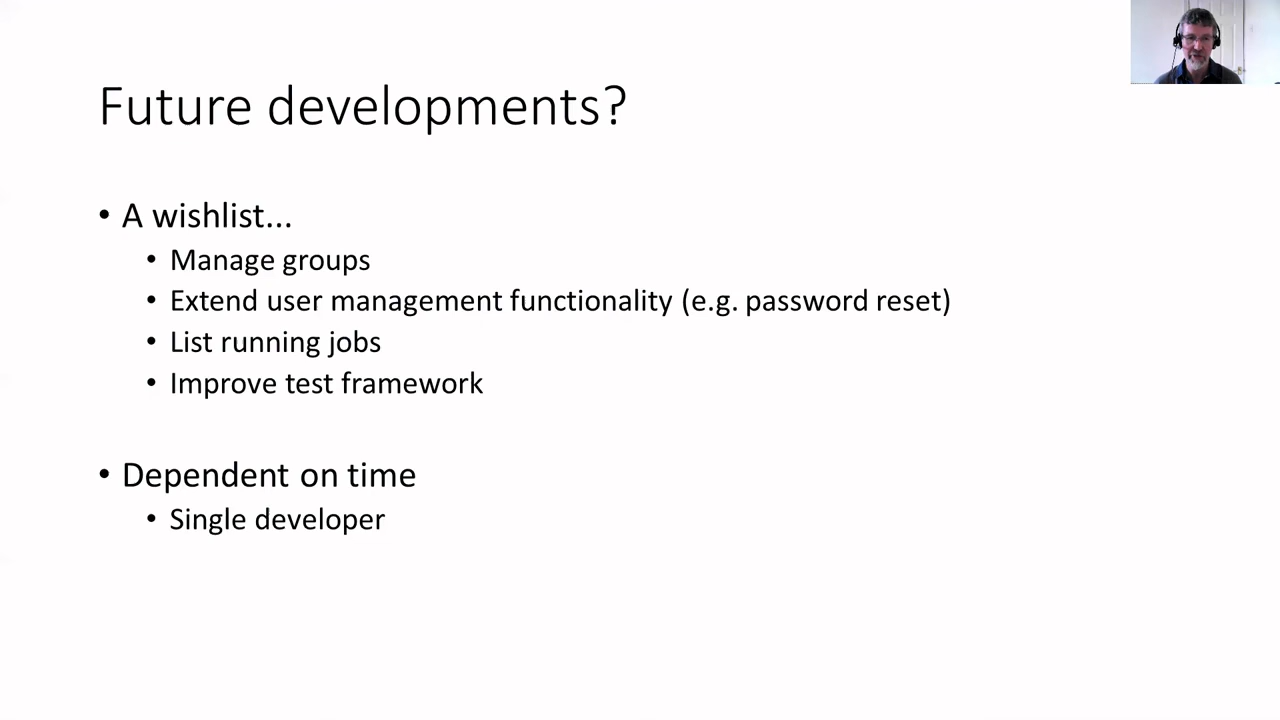 Future developments?
• A wishlist...
• Manage groups
• Extend user management functionality (e.g. password reset)
• List running jobs
• Improve test framework
• Dependent on time
• Single developer